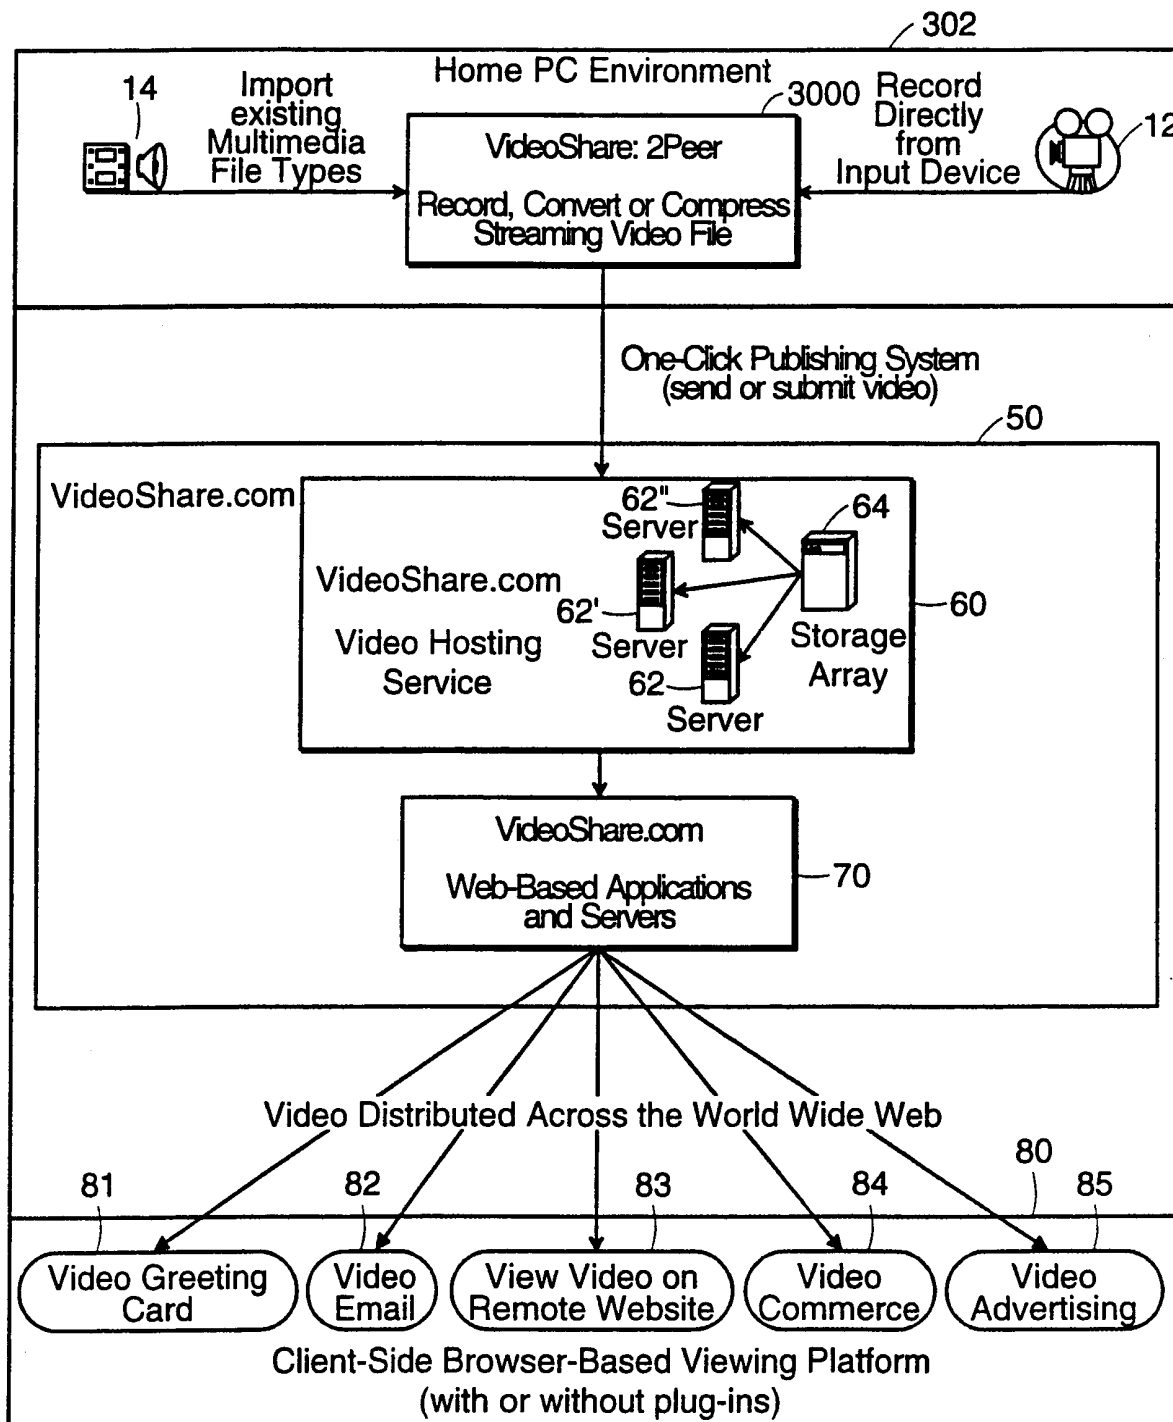 302
Home PC Environment
14
Import
existing
Multimedia
File Types
3000
VideoShare: 2Peer
Record, Convert or Compress
Streaming Video File
Record
Directly
from
Input Device
12
One-Click Publishing System
(send or submit video)
50
VideoShare.com
62"
Server
64
VideoShare.com
62'
Server
60
Video Hosting
Service
Storage
Array
62
Server
VideoShare.com
Web-Based Applications
and Servers
70
Video Distributed Across the World Wide Web
80
81
82
83
84
85
Video Greeting
Card
Video
Email
View Video on
Remote Website
Video
Commerce
Video
Advertising
Client-Side Browser-Based Viewing Platform
(with or without plug-ins)